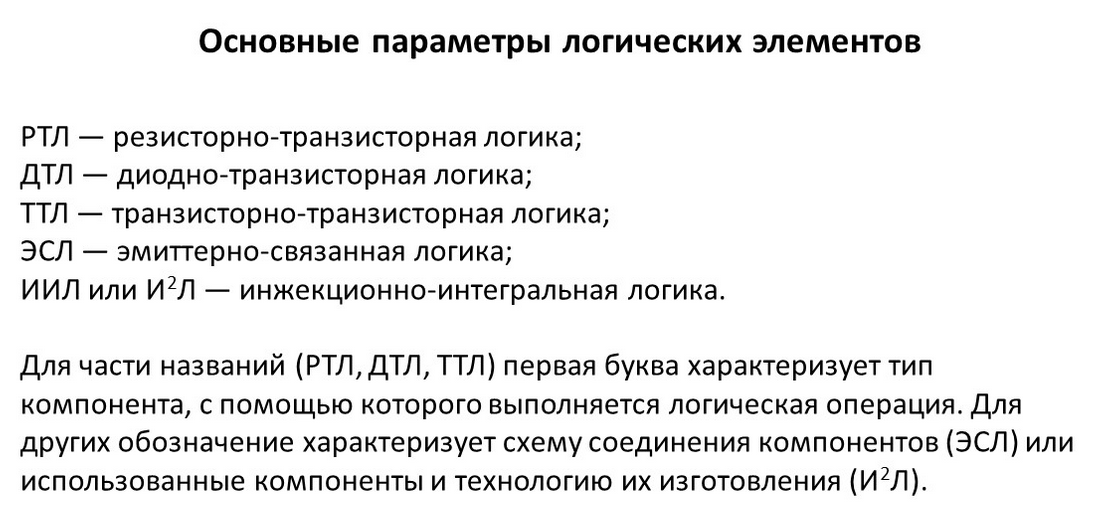 Основные параметры логических элементов
РТЛ — резисторно-транзисторная логика;
ДТЛ — диодно-транзисторная логика;
ТТЛ — транзисторно-транзисторная логика;
ЭСЛ — эмиттерно-связанная логика;
ИИЛ или И²Л — инжекционно-интегральная логика.
Для части названий (РТЛ, ДТЛ, ТТЛ) первая буква характеризует тип
компонента, с помощью которого выполняется логическая операция. Для
других обозначение характеризует схему соединения компонентов (ЭСЛ) или
использованные компоненты и технологию их изготовления (И²Л).